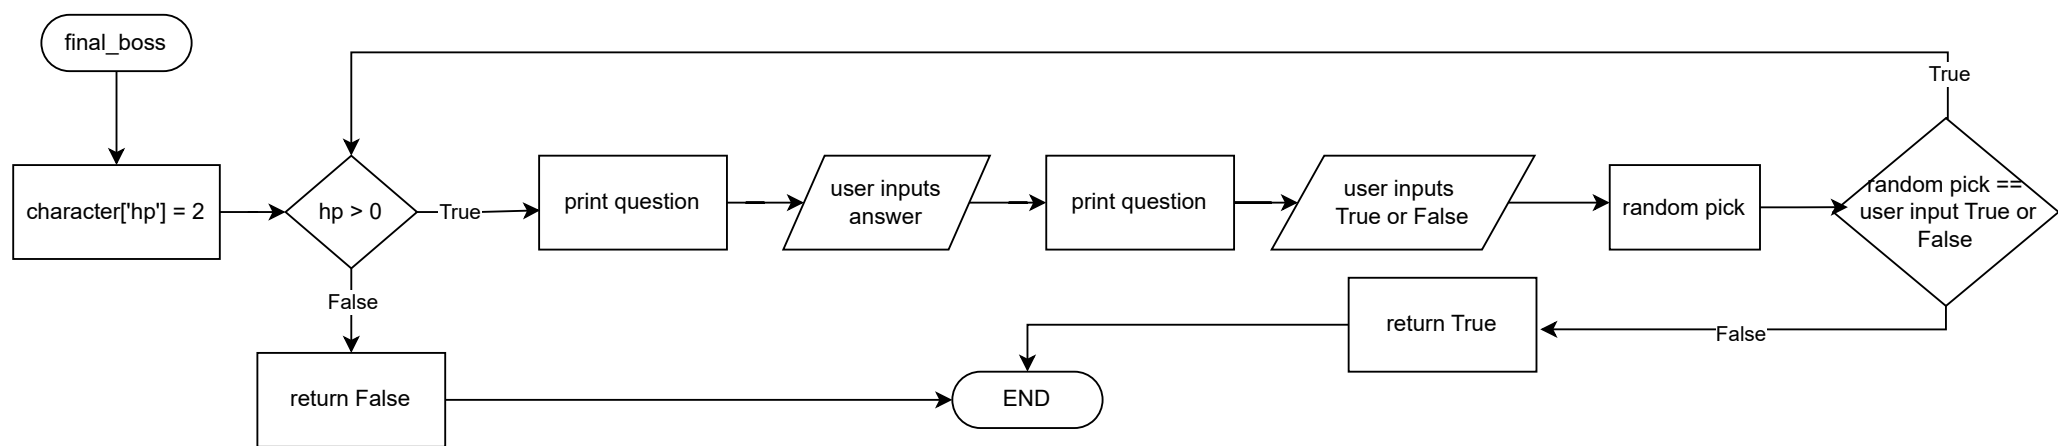 final_boss
character['hp'] = 2
hp > 0
True
print question
user inputs
answer
print question
user inputs
True or False
random pick
random pick ==
user input True or
False
True
False
return True
False
return False
END